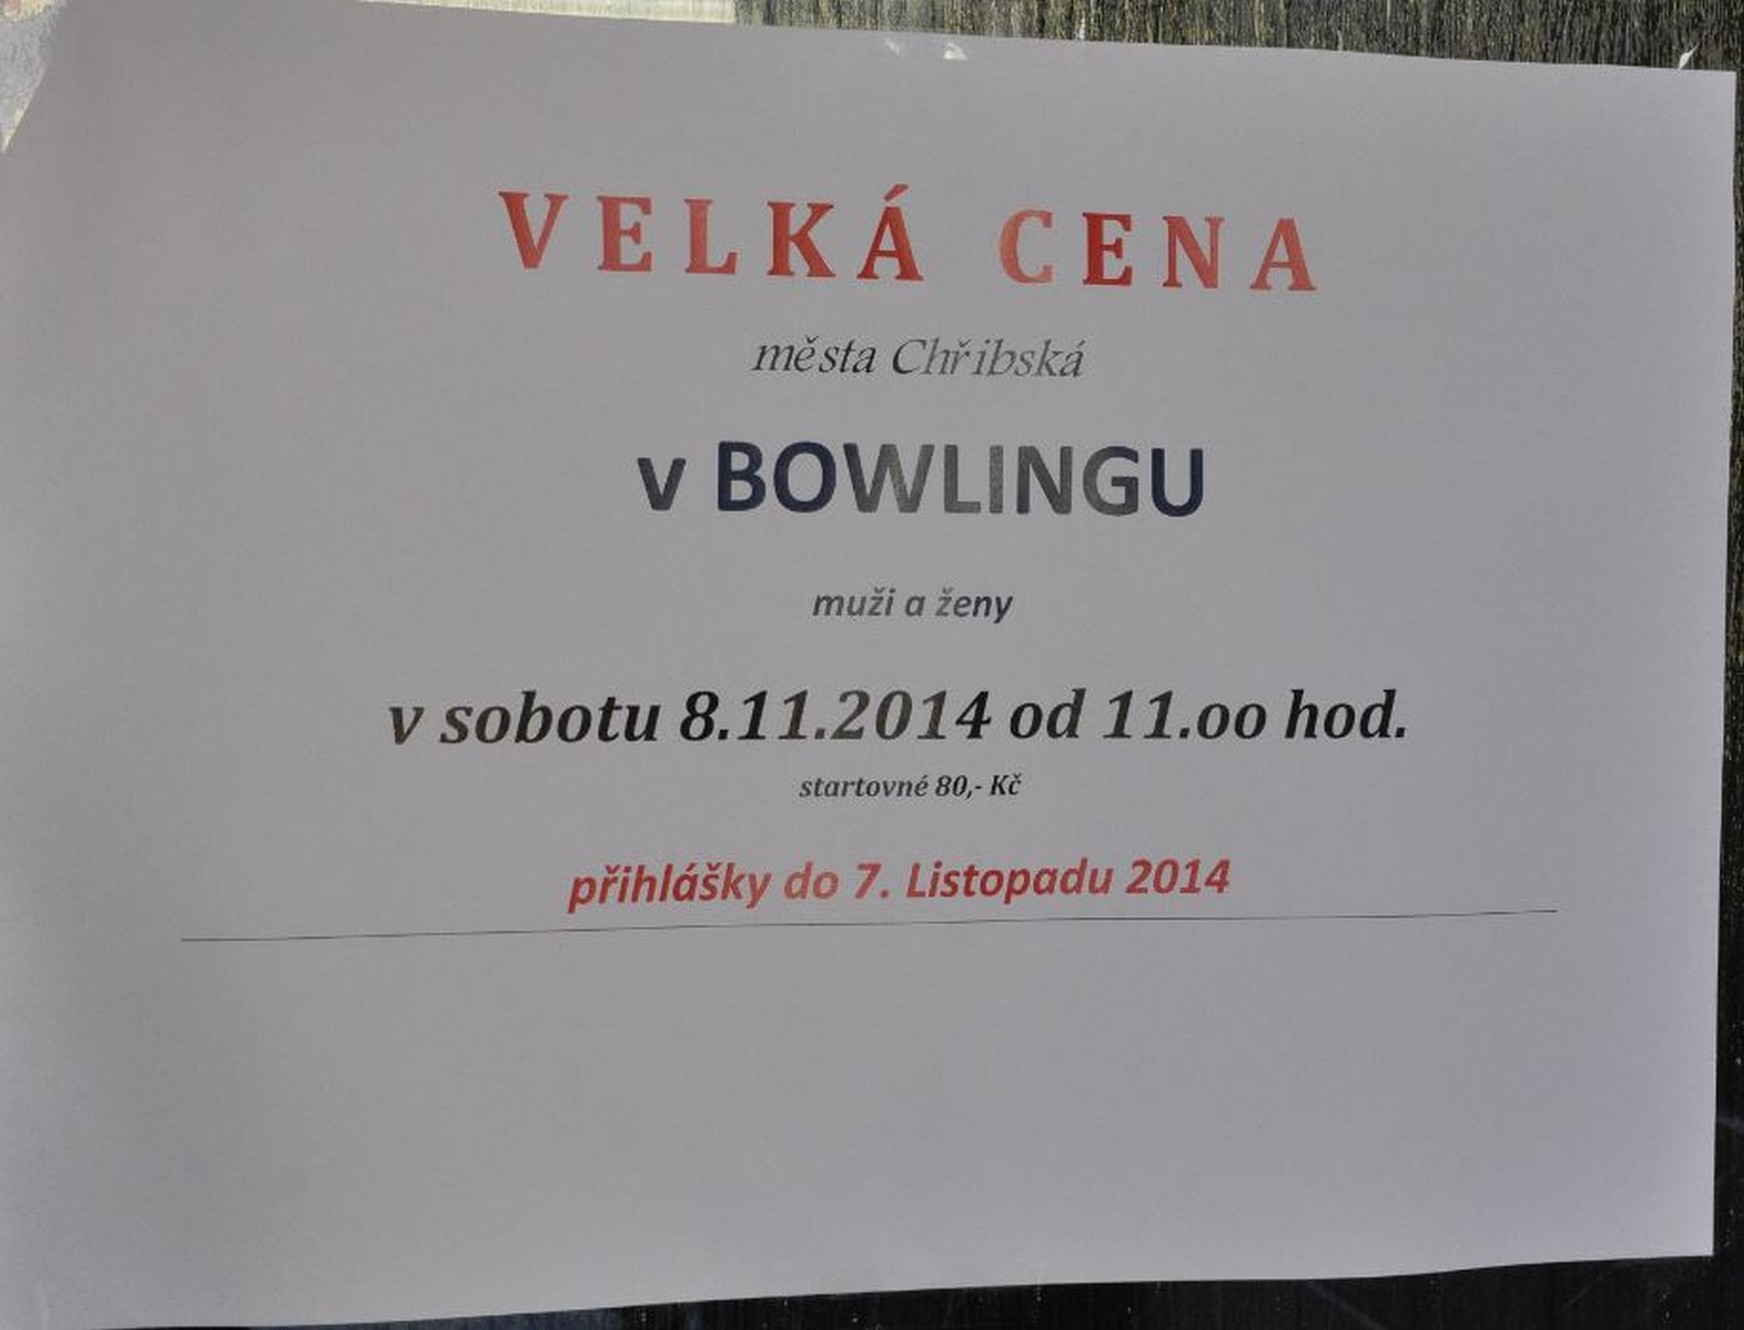 VELKÁ CENA
města Chřibská
v BOWLINGU
muži a ženy
v sobotu 8.11.2014 od 11.oo hod.
startovné 80,- Kč
přihlášky do 7. Listopadu 2014